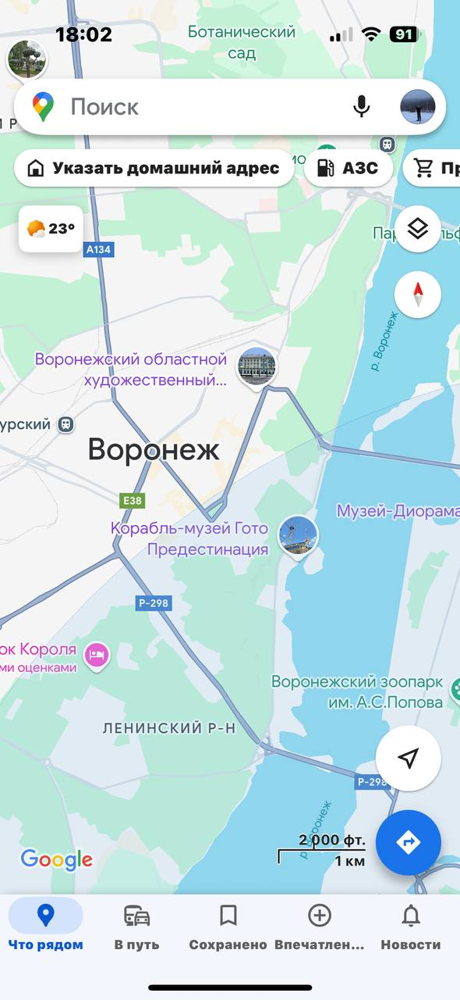 18:02
91
Ботанический
сад
Поиск
Указать домашний адрес
АЗС
23°
A134
р. Воронеж
Воронежский областной
художественный...
урский
Воронеж
E38
Корабль-музей Гото
Предестинация
Музей-Диорама
P-298
ок Короля
ми оценками
Воронежский зоопарк
им. А.С.Попова
ЛЕНИНСКИЙ Р-Н
P-298
р. Воронеж
2 000 фт.
1 км
Google
Что рядом
В путь
Сохранено
Впечатлен...
Новости